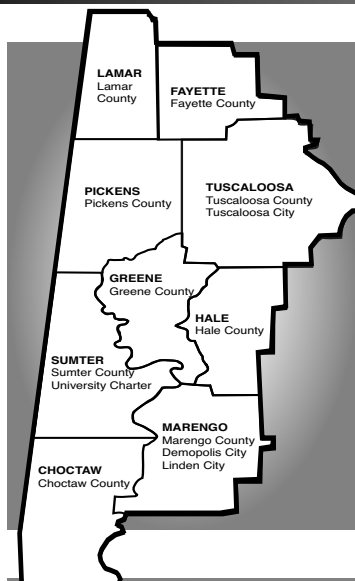 LAMAR
Lamar
County
FAYETTE
Fayette County
PICKENS
Pickens County
TUSCALOOSA
Tuscaloosa County
Tuscaloosa City
GREENE
Greene County
HALE
Hale County
SUMTER
Sumter County
University Charter
MARENGO
Marengo County
Demopolis City
Linden City
CHOCTAW
Choctaw County